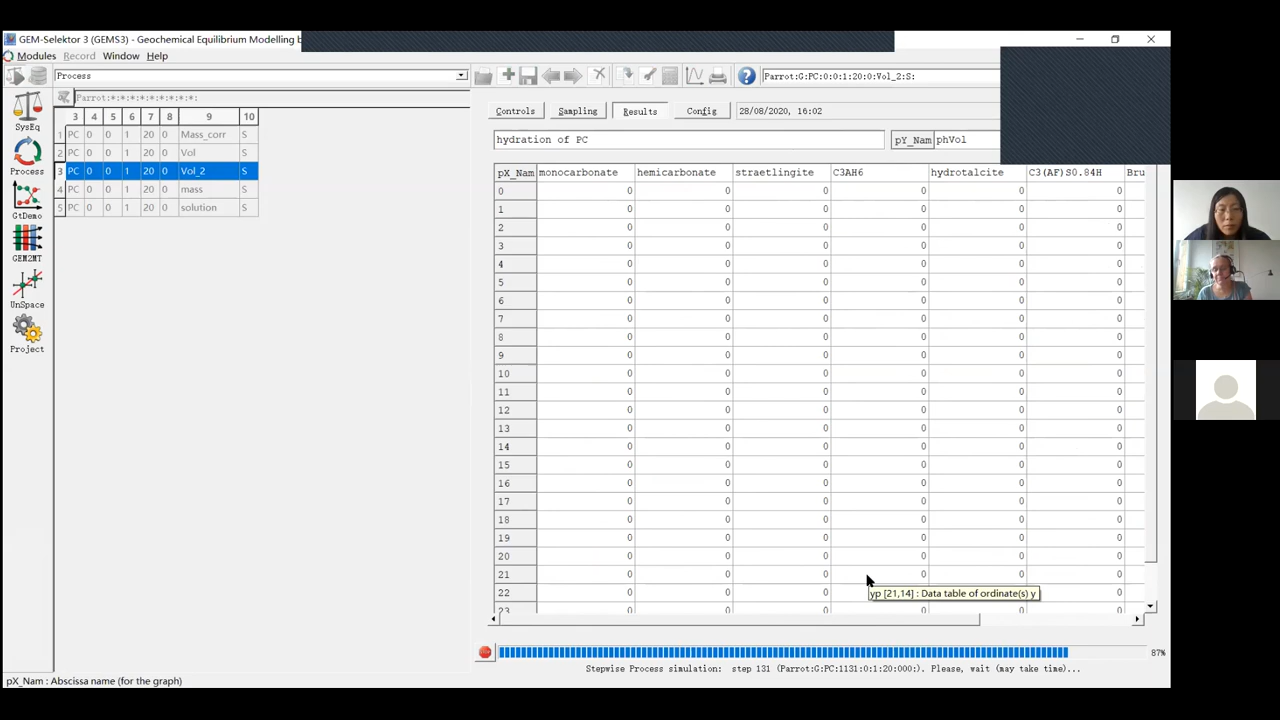 GEM-Selektor 3 (GEMS3) - Geochemical Equilibrium Modelling b
Modules Record Window Help
Process
Parrot:G:PC:0:0:1:20:0:Vol_2:S:
Parrot:*:*:*:*:*:*:*:*:*:
SysEq
Process
GtDemo
GEM2MT
UnSpace
Project
3 4 5 6 7 8 9 10
1 PC 0 0 1 20 0 Mass_corr S
2 PC 0 0 1 20 0 Vol S
3 PC 0 0 1 20 0 Vol_2 S
4 PC 0 0 1 20 0 mass S
5 PC 0 0 1 20 0 solution S
Controls Sampling Results Config 28/08/2020, 16:02
hydration of PC pY_Nam phVol
pX_Nam monocarbonate hemicarbonate straetlingite C3AH6 hydrotalcite C3(AF)S0.84H Bru
0 0 0 0 0 0 0
1 0 0 0 0 0 0
2 0 0 0 0 0 0
3 0 0 0 0 0 0
4 0 0 0 0 0 0
5 0 0 0 0 0 0
6 0 0 0 0 0 0
7 0 0 0 0 0 0
8 0 0 0 0 0 0
9 0 0 0 0 0 0
10 0 0 0 0 0 0
11 0 0 0 0 0 0
12 0 0 0 0 0 0
13 0 0 0 0 0 0
14 0 0 0 0 0 0
15 0 0 0 0 0 0
16 0 0 0 0 0 0
17 0 0 0 0 0 0
18 0 0 0 0 0 0
19 0 0 0 0 0 0
20 0 0 0 0 0 0
21 0 0 0 0 0 0
yp [21,14] : Data table of ordinate(s) y
22 0 0 0 0 0 0
23 0 0 0 0 0 0
87%
Stepwise Process simulation: step 131 (Parrot:G:PC:1131:0:1:20:000:). Please, wait (may take time)...
pX_Nam : Abscissa name (for the graph)